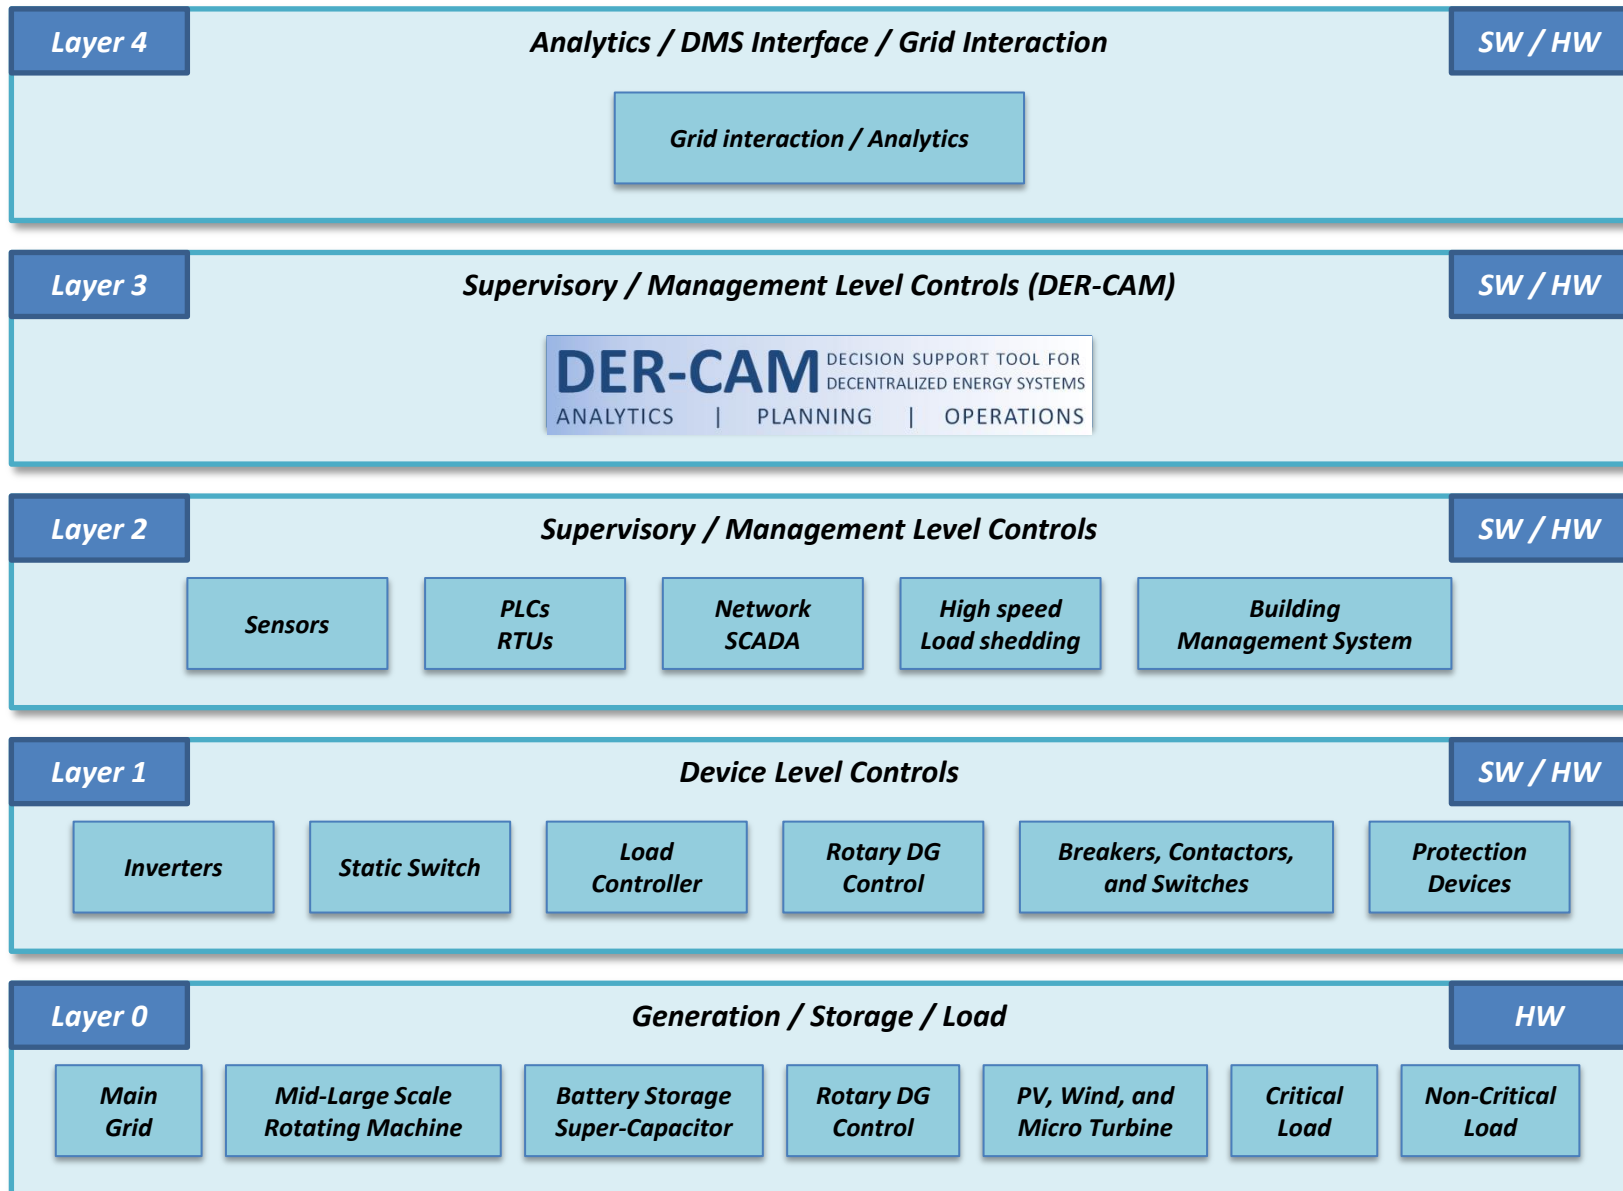 Layer 4
Analytics / DMS Interface / Grid Interaction
SW / HW
Grid interaction / Analytics
Layer 3
Supervisory / Management Level Controls (DER-CAM)
SW / HW
DER-CAM
DECISION SUPPORT TOOL FOR
DECENTRALIZED ENERGY SYSTEMS
ANALYTICS | PLANNING | OPERATIONS
Layer 2
Supervisory / Management Level Controls
SW / HW
Sensors
PLCs
RTUs
Network
SCADA
High speed
Load shedding
Building
Management System
Layer 1
Device Level Controls
SW / HW
Inverters
Static Switch
Load
Controller
Rotary DG
Control
Breakers, Contactors,
and Switches
Protection
Devices
Layer 0
Generation / Storage / Load
HW
Main
Grid
Mid-Large Scale
Rotating Machine
Battery Storage
Super-Capacitor
Rotary DG
Control
PV, Wind, and
Micro Turbine
Critical
Load
Non-Critical
Load